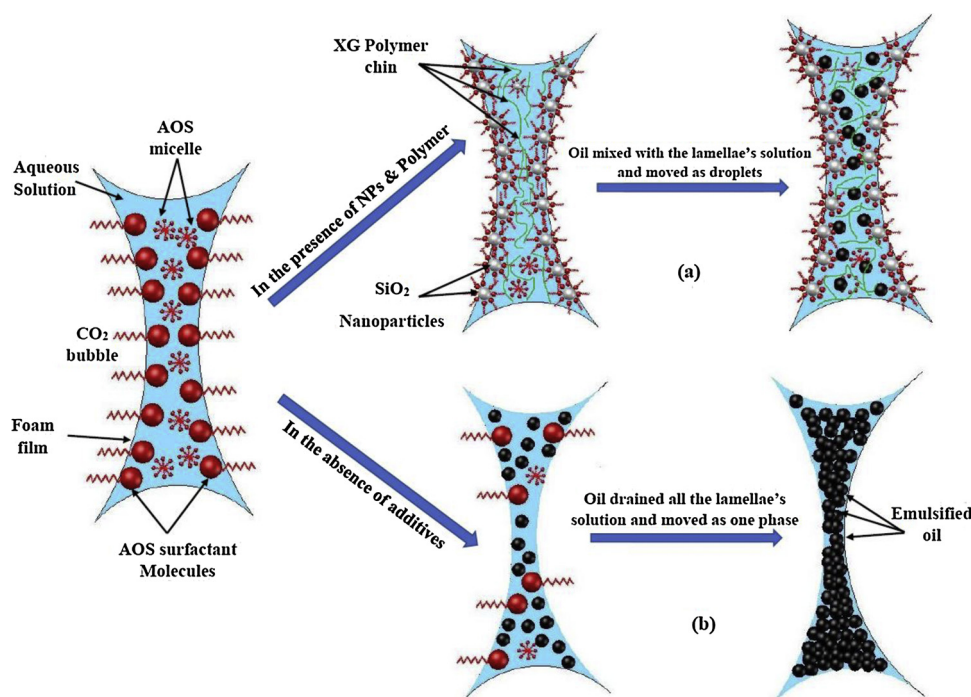 AOS
micelle
Aqueous
Solution
CO₂
bubble
Foam
film
AOS surfactant
Molecules
In the presence of NPs & Polymer
XG Polymer
chin
SiO₂
Nanoparticles
Oil mixed with the lamellae's solution
and moved as droplets
(a)
In the absence of additives
Oil drained all the lamellae's
solution and moved as one phase
Emulsified
oil
(b)